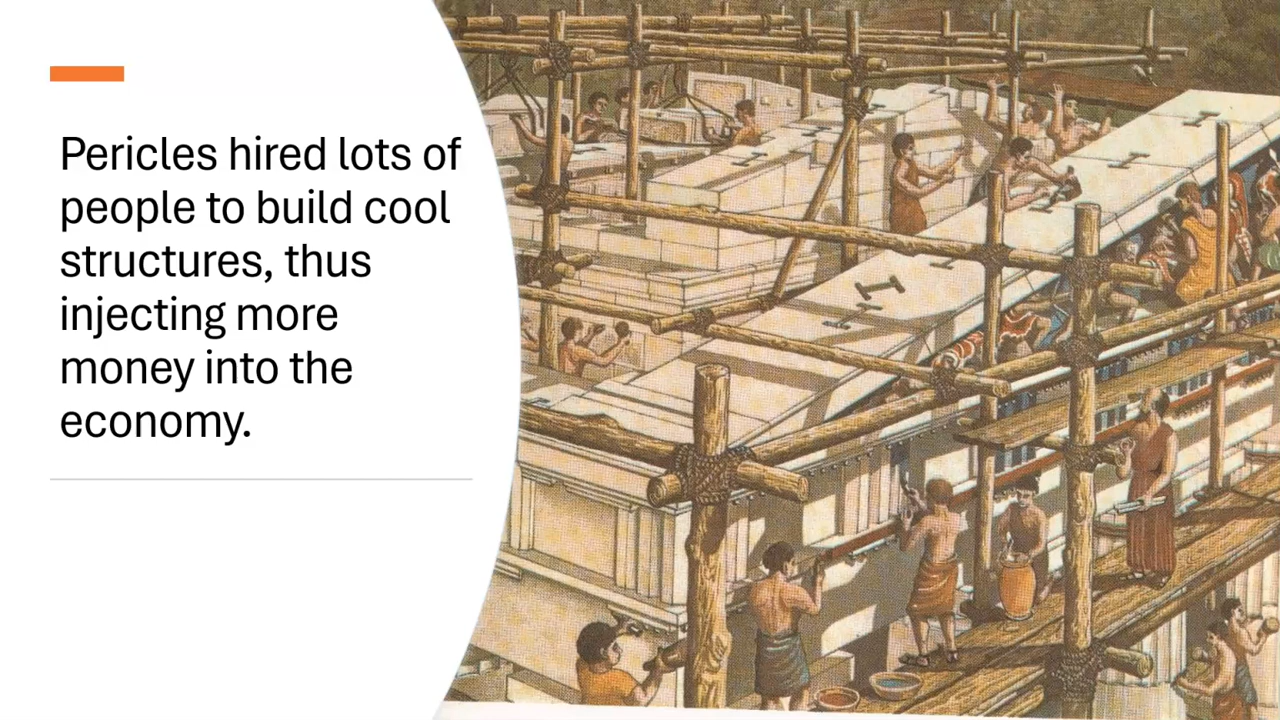 Pericles hired lots of
people to build cool
structures, thus
injecting more
money into the
economy.